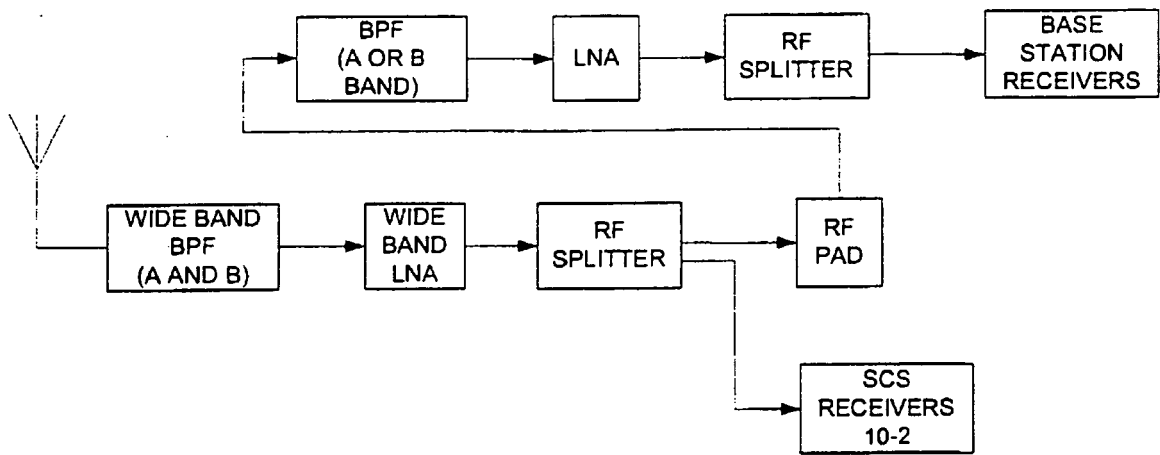 BPF
(A OR B
BAND)
LNA
RF
SPLITTER
BASE
STATION
RECEIVERS
WIDE BAND
BPF
(A AND B)
WIDE
BAND
LNA
RF
SPLITTER
RF
PAD
SCS
RECEIVERS
10-2